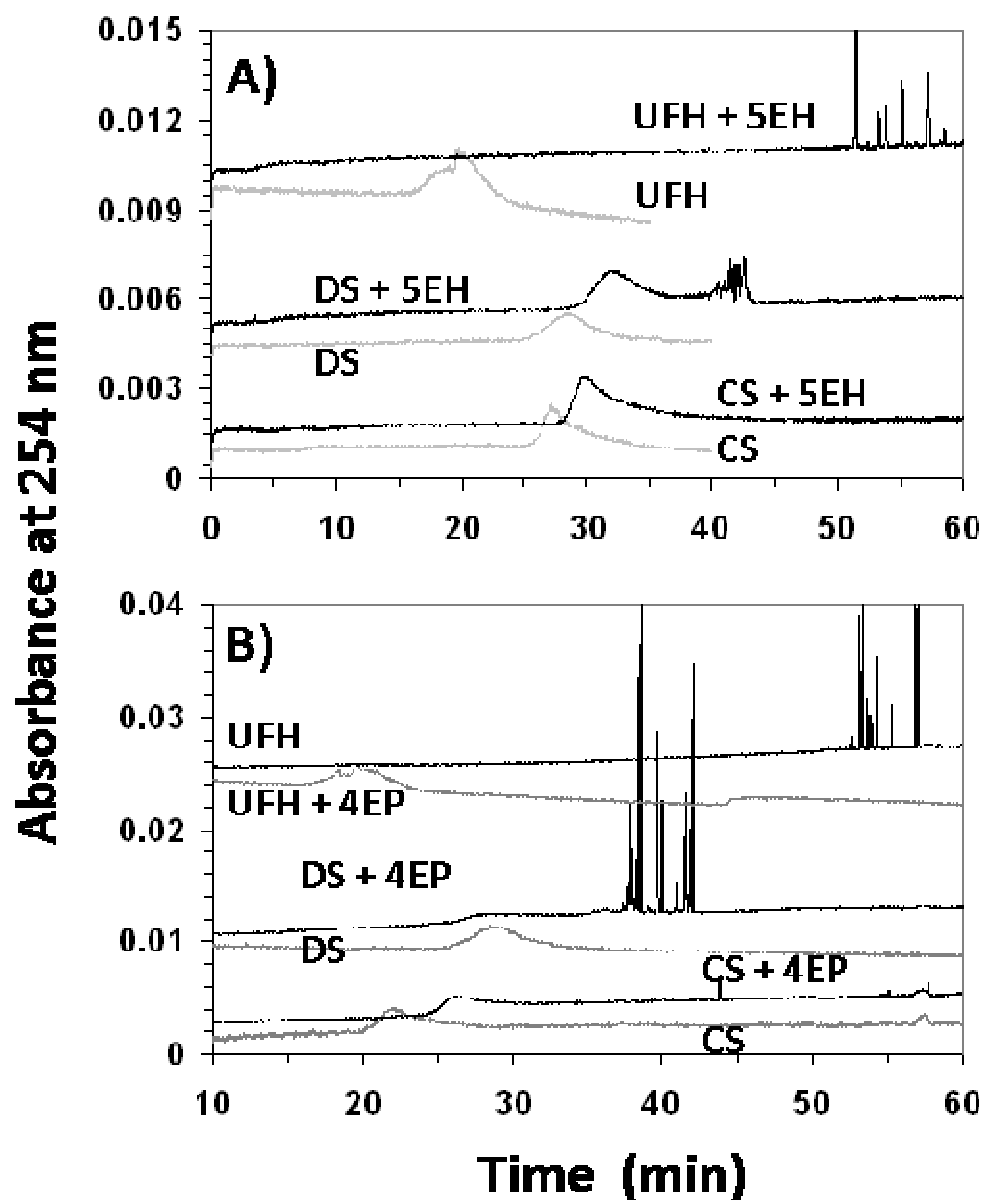 Absorbance at 254 nm
A)
0.015
0.012
0.009
0.006
0.003
0
UFH + 5EH
UFH
DS + 5EH
DS
CS + 5EH
CS
0 10 20 30 40 50 60
B)
0.04
0.03
0.02
0.01
0
UFH
UFH + 4EP
DS + 4EP
DS
CS + 4EP
CS
10 20 30 40 50 60
Time (min)